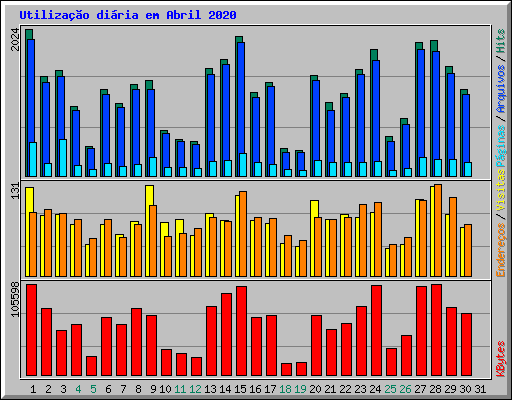 Utilização diária em Abril 2020
2024
131
105598
Endereços / Visitas Páginas / Arquivos / Hits
KBytes
1 2 3 4 5 6 7 8 9 10 11 12 13 14 15 16 17 18 19 20 21 22 23 24 25 26 27 28 29 30 31